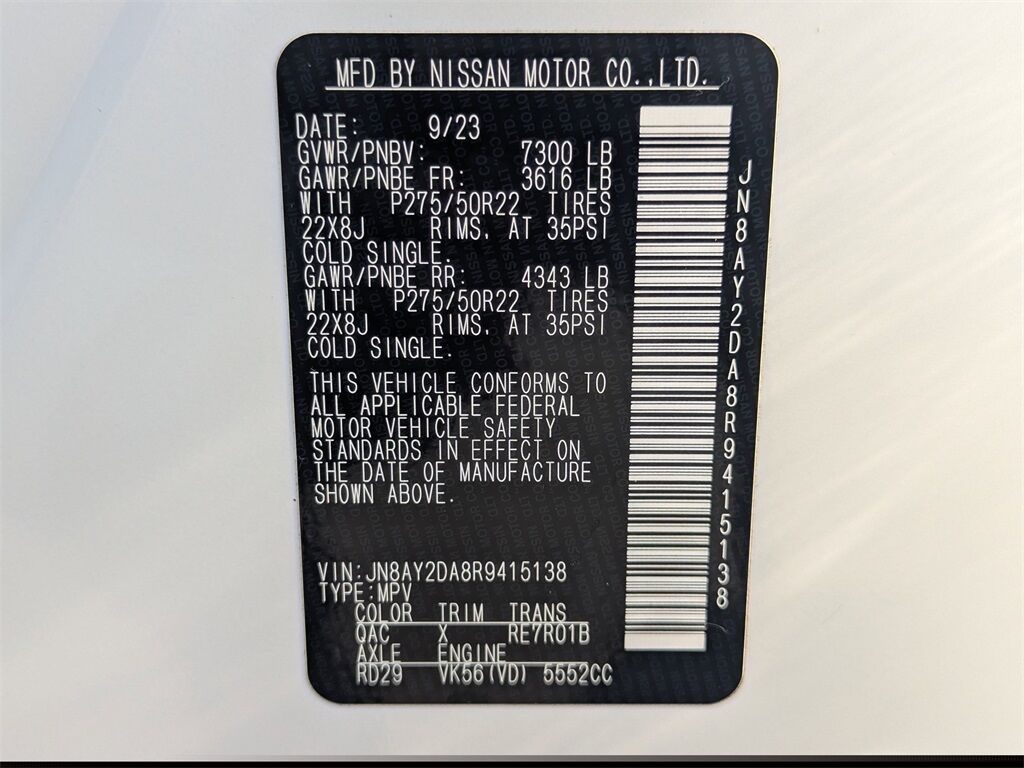 MFD BY NISSAN MOTOR CO.,LTD.
DATE: 9/23
GVWR/PNBV: 7300 LB
GAWR/PNBE FR: 3616 LB
WITH P275/50R22 TIRES
22X8J RIMS. AT 35PSI
COLD SINGLE.
GAWR/PNBE RR: 4343 LB
WITH P275/50R22 TIRES
22X8J RIMS. AT 35PSI
COLD SINGLE.
THIS VEHICLE CONFORMS TO
ALL APPLICABLE FEDERAL
MOTOR VEHICLE SAFETY
STANDARDS IN EFFECT ON
THE DATE OF MANUFACTURE
SHOWN ABOVE.
VIN:JN8AY2DA8R9415138
TYPE:MPV
COLOR TRIM TRANS
QAC X RE7R01B
AXLE ENGINE
RD29 VK56(VD) 5552CC
JN8AY2DA8R9415138